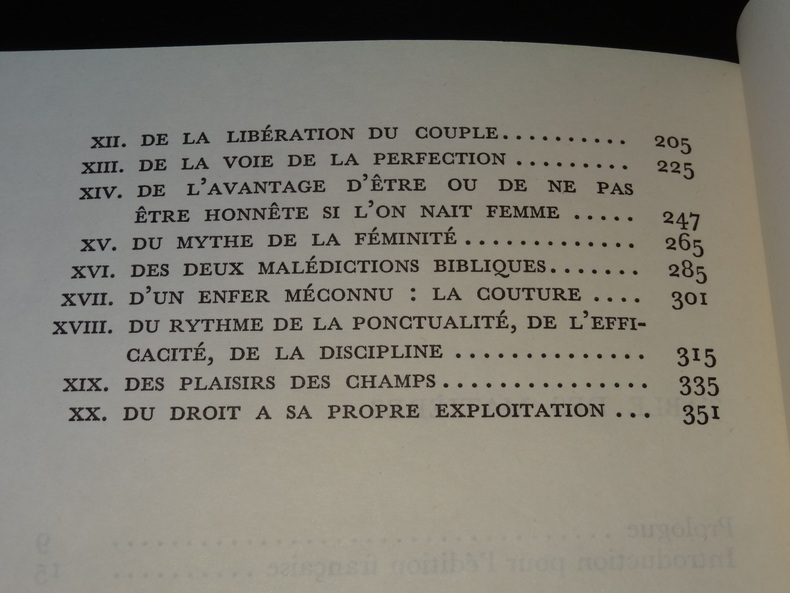 XII. DE LA LIBÉRATION DU COUPLE.......... 205
XIII. DE LA VOIE DE LA PERFECTION ......... 225
XIV. DE L'AVANTAGE D'ÊTRE OU DE NE PAS
ÊTRE HONNÊTE SI L'ON NAIT FEMME ..... 247
XV. DU MYTHE DE LA FÉMINITÉ............. 265
XVI. DES DEUX MALÉDICTIONS BIBLIQUES....... 285
XVII. D'UN ENFER MÉCONNU : LA COUTURE .... 301
XVIII. DU RYTHME DE LA PONCTUALITÉ, DE L'EFFI-
CACITÉ, DE LA DISCIPLINE .............. 315
XIX. DES PLAISIRS DES CHAMPS............... 335
XX. DU DROIT A SA PROPRE EXPLOITATION ... 351
Prologue .......... 9
Introduction pour l'édition française .......... 15